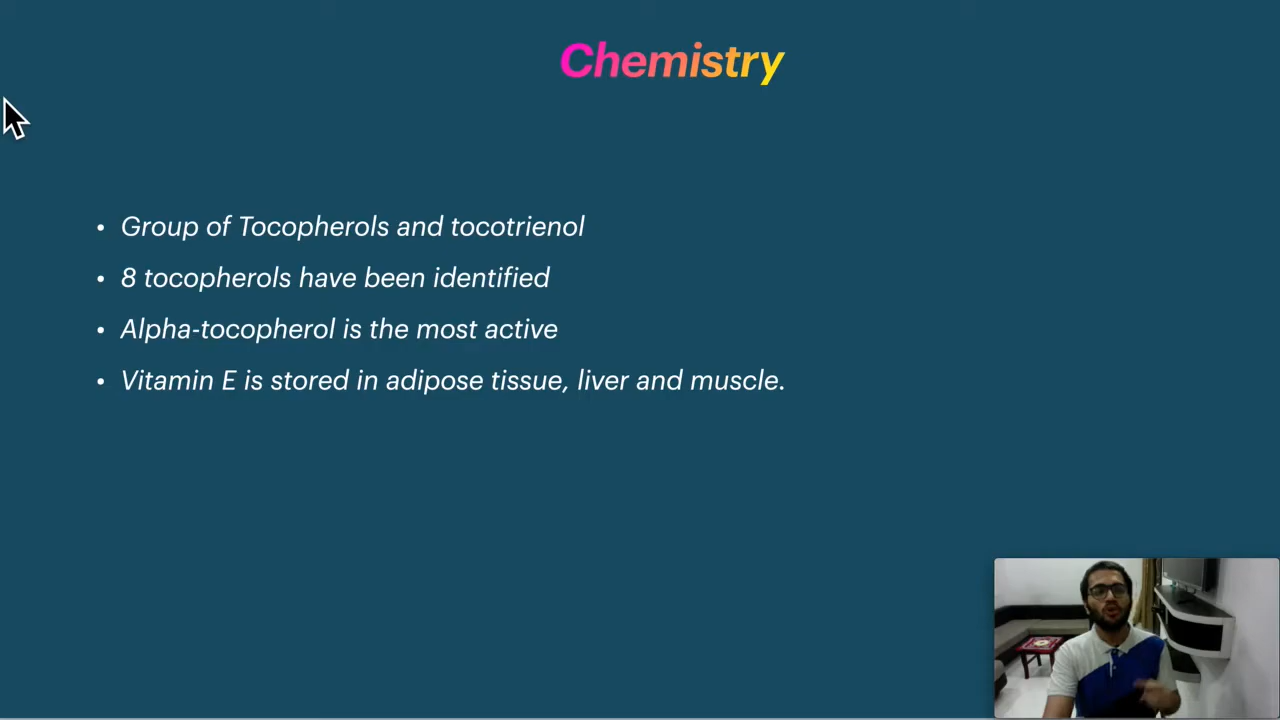 Chemistry
• Group of Tocopherols and tocotrienol
• 8 tocopherols have been identified
• Alpha-tocopherol is the most active
• Vitamin E is stored in adipose tissue, liver and muscle.